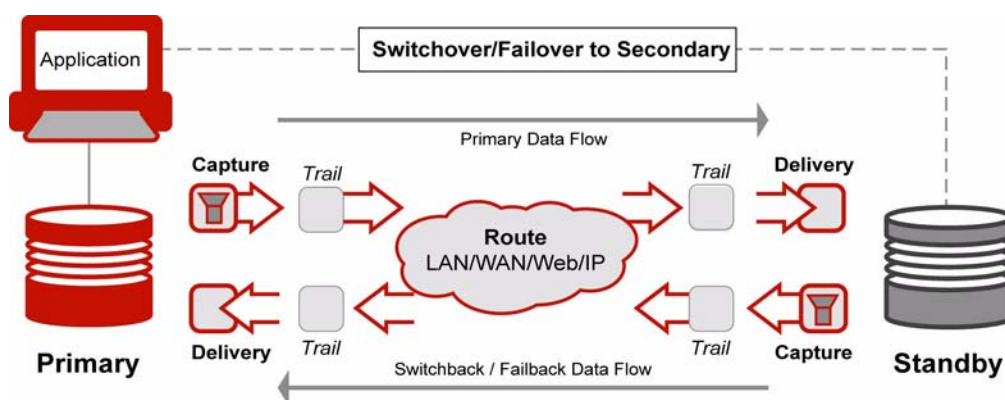 Application
Switchover/Failover to Secondary
Primary Data Flow
Capture
Trail
Trail
Delivery
Route
LAN/WAN/Web/IP
Delivery
Trail
Trail
Capture
Primary
Switchback / Failback Data Flow
Standby